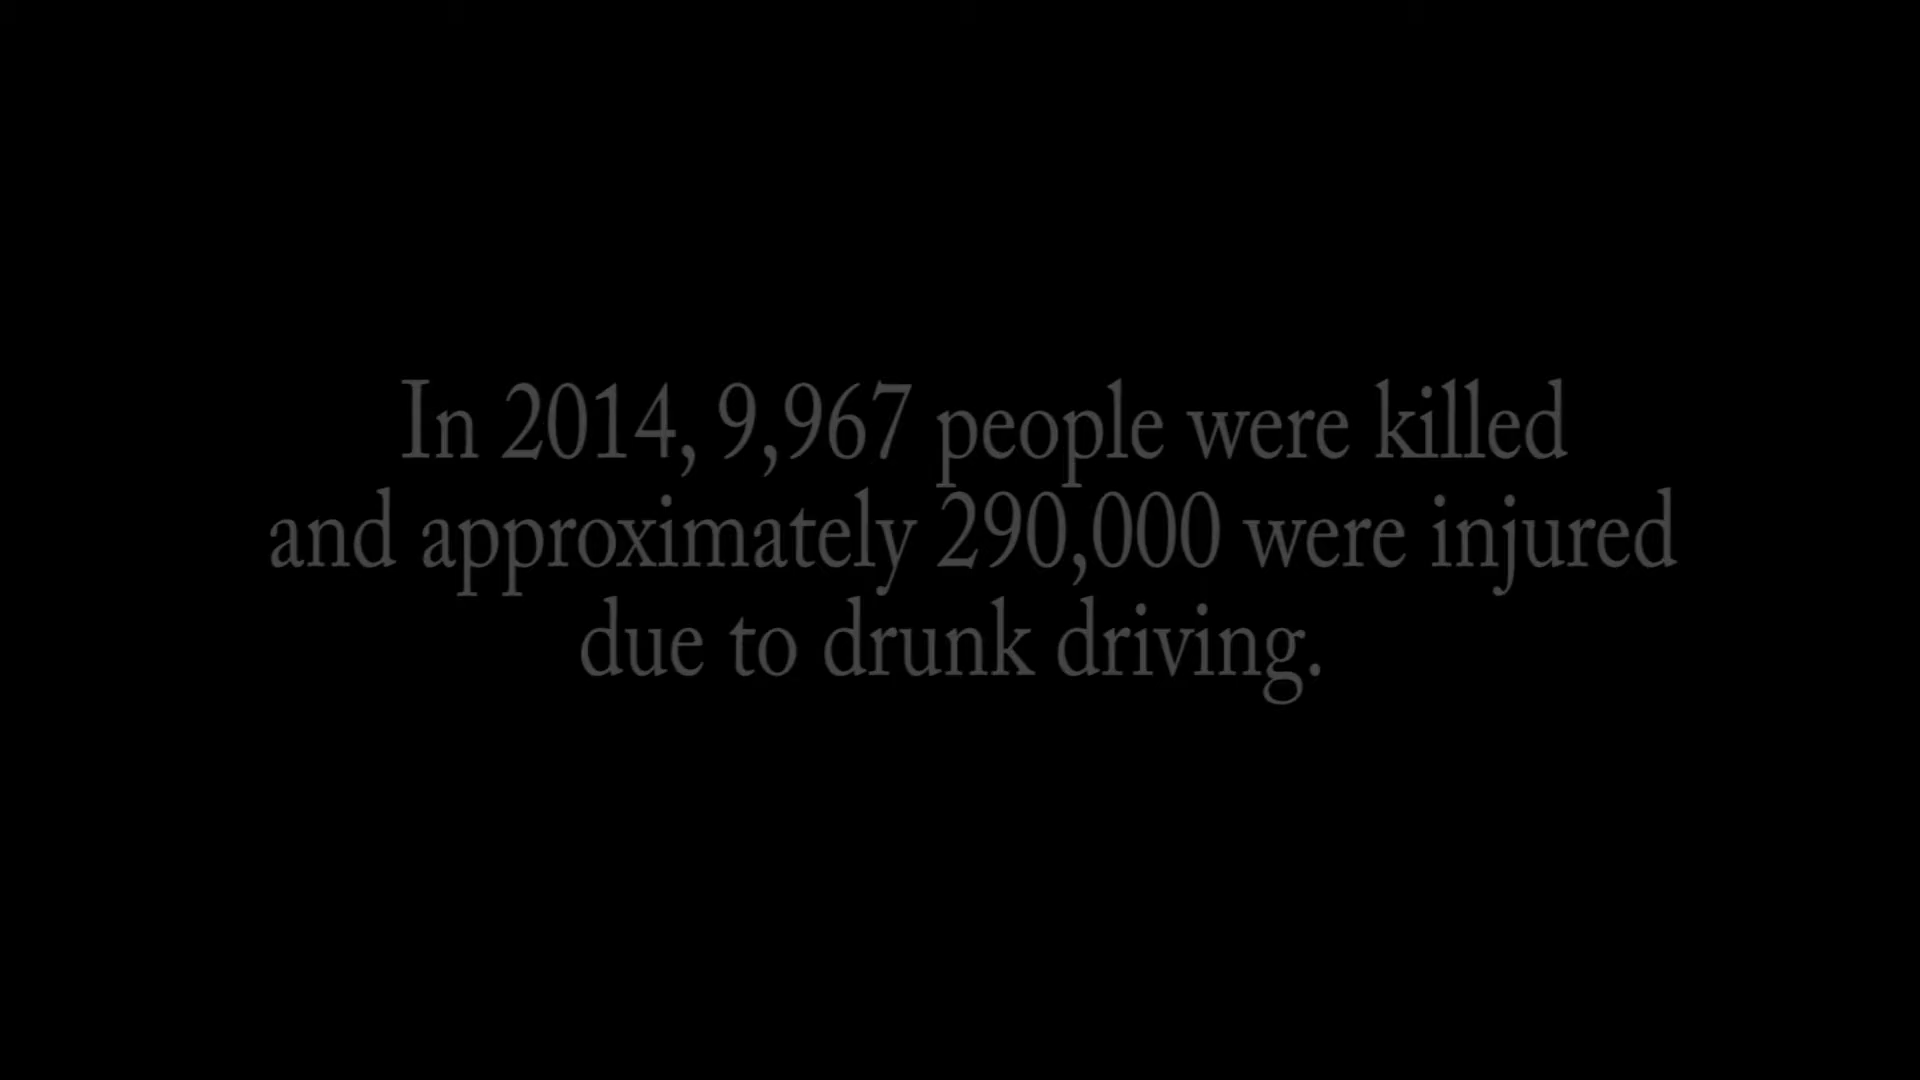 In 2014, 9,967 people were killed
and approximately 290,000 were injured
due to drunk driving.